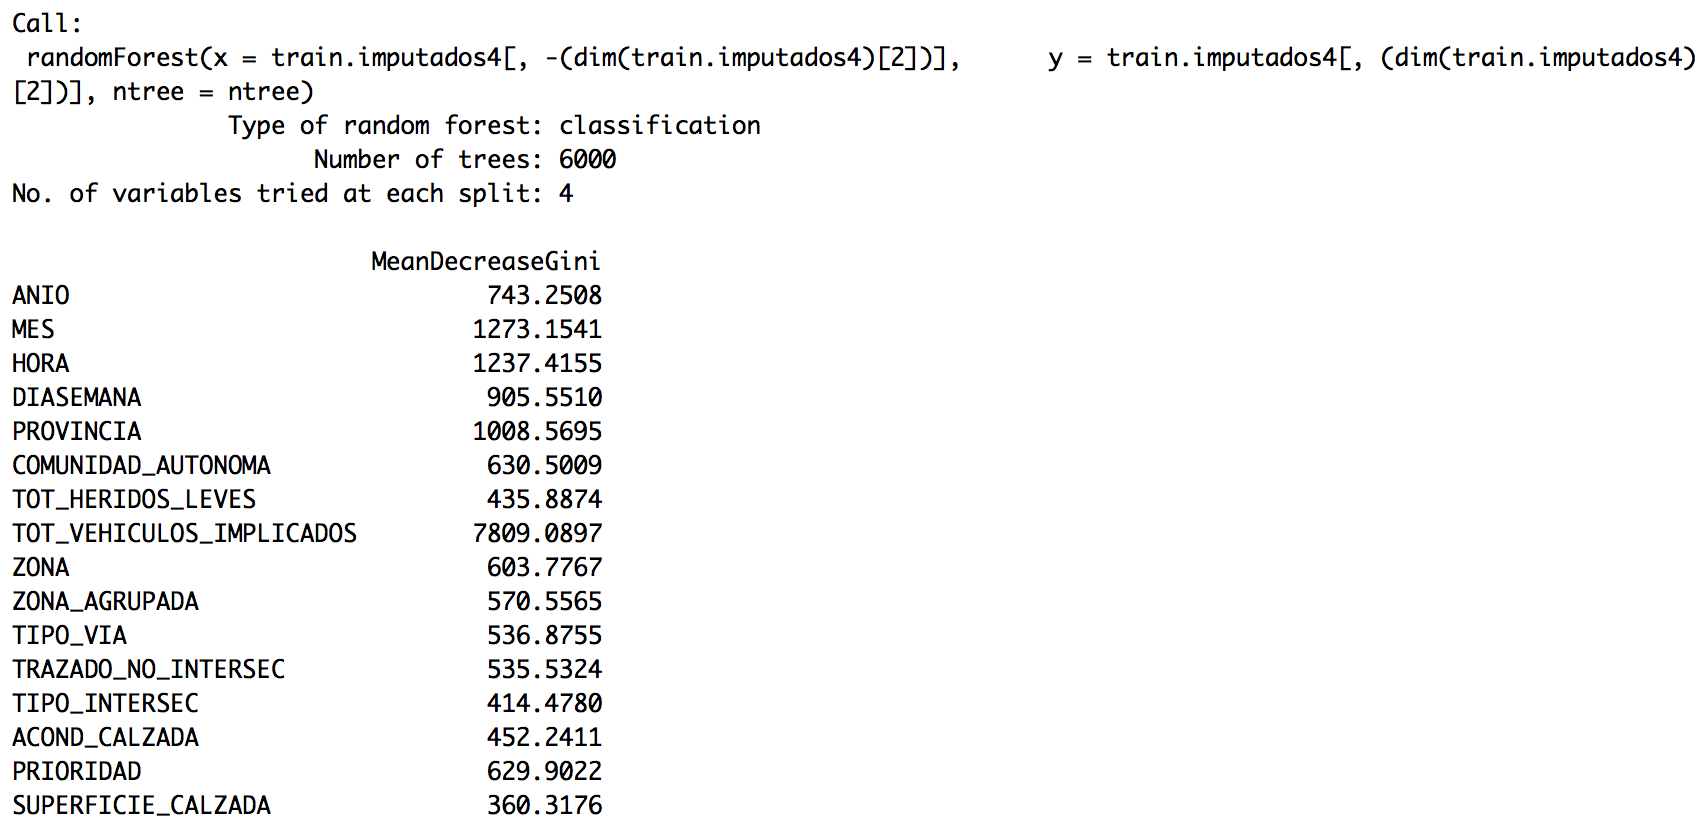 Call:
 randomForest(x = train.imputados4[, -(dim(train.imputados4)[2])],      y = train.imputados4[, (dim(train.imputados4)
[2])], ntree = ntree)
               Type of random forest: classification
                     Number of trees: 6000
No. of variables tried at each split: 4

                         MeanDecreaseGini
ANIO                             743.2508
MES                             1273.1541
HORA                            1237.4155
DIASEMANA                        905.5510
PROVINCIA                       1008.5695
COMUNIDAD_AUTONOMA               630.5009
TOT_HERIDOS_LEVES                435.8874
TOT_VEHICULOS_IMPLICADOS        7809.0897
ZONA                             603.7767
ZONA_AGRUPADA                    570.5565
TIPO_VIA                         536.8755
TRAZADO_NO_INTERSEC              535.5324
TIPO_INTERSEC                    414.4780
ACOND_CALZADA                    452.2411
PRIORIDAD                        629.9022
SUPERFICIE_CALZADA               360.3176